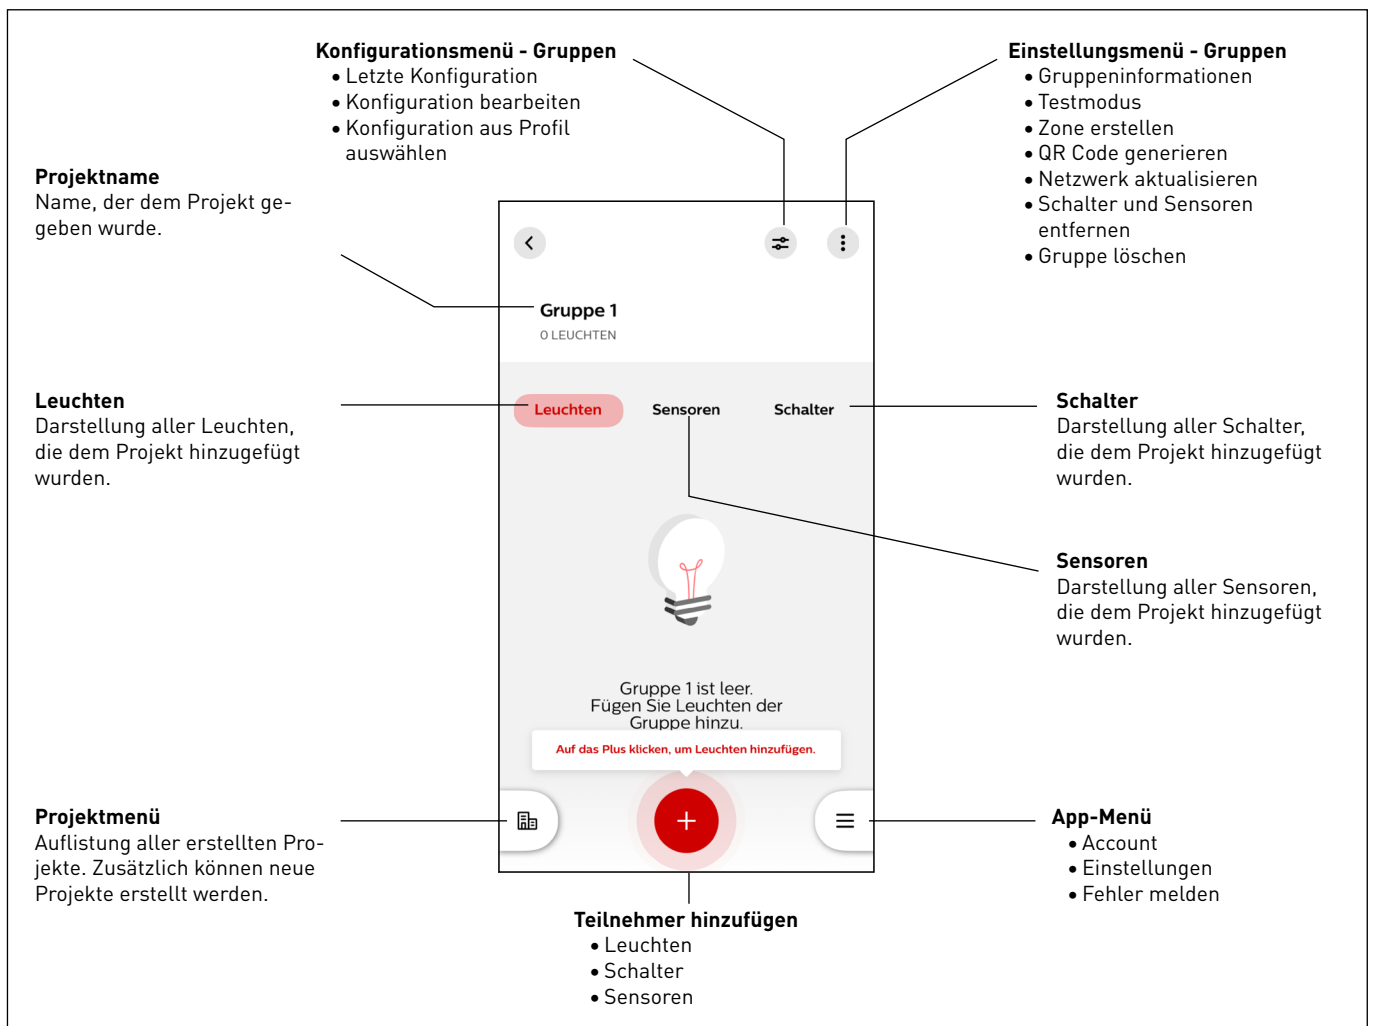 Konfigurationsmenü - Gruppen
• Letzte Konfiguration
• Konfiguration bearbeiten
• Konfiguration aus Profil
auswählen
Einstellungsmenü - Gruppen
• Gruppeninformationen
• Testmodus
• Zone erstellen
• QR Code generieren
• Netzwerk aktualisieren
• Schalter und Sensoren
entfernen
• Gruppe löschen
Projektname
Name, der dem Projekt ge-
geben wurde.
Gruppe 1
0 LEUCHTEN
Leuchten
Darstellung aller Leuchten,
die dem Projekt hinzugefügt
wurden.
Leuchten Sensoren Schalter
Schalter
Darstellung aller Schalter,
die dem Projekt hinzugefügt
wurden.
Sensoren
Darstellung aller Sensoren,
die dem Projekt hinzugefügt
wurden.
Gruppe 1 ist leer.
Fügen Sie Leuchten der
Gruppe hinzu.
Auf das Plus klicken, um Leuchten hinzufügen.
Projektmenü
Auflistung aller erstellten Pro-
jekte. Zusätzlich können neue
Projekte erstellt werden.
App-Menü
• Account
• Einstellungen
• Fehler melden
Teilnehmer hinzufügen
• Leuchten
• Schalter
• Sensoren